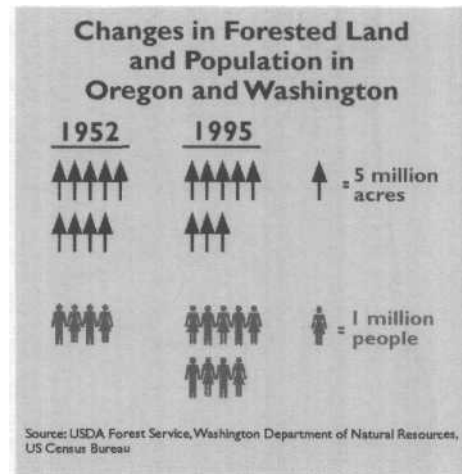 Changes in Forested Land
and Population in
Oregon and Washington
1952 1995
= 5 million
acres
= 1 million
people
Source: USDA Forest Service, Washington Department of Natural Resources,
US Census Bureau